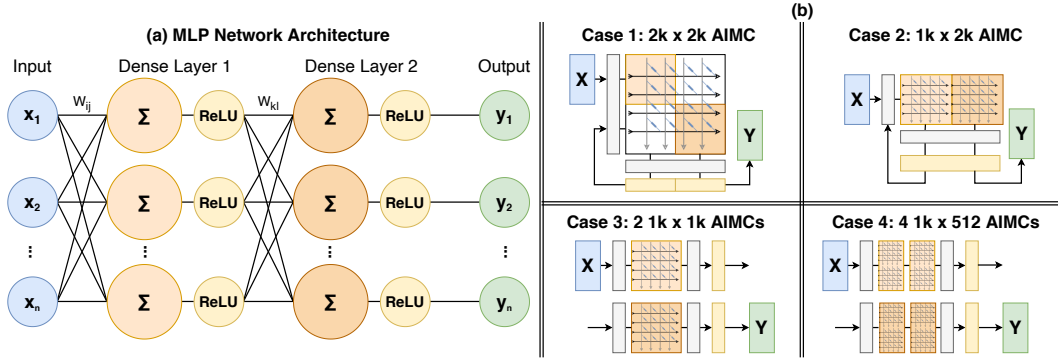 (a) MLP Network Architecture
Input
Dense Layer 1
Dense Layer 2
Output
x1
Wij
Σ
ReLU
Wkl
Σ
ReLU
y1
x2
Σ
ReLU
Σ
ReLU
y2
⋮
⋮
⋮
⋮
xn
Σ
ReLU
Σ
ReLU
yn
(b)
Case 1: 2k x 2k AIMC
X
Y
Case 2: 1k x 2k AIMC
X
Y
Case 3: 2 1k x 1k AIMCs
X
Y
Case 4: 4 1k x 512 AIMCs
X
Y